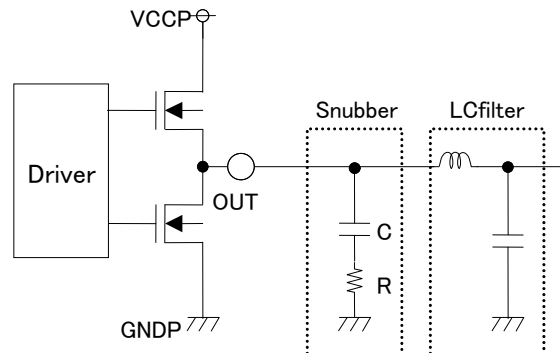 VCCP
Snubber
LCfilter
Driver
OUT
C
R
GNDP